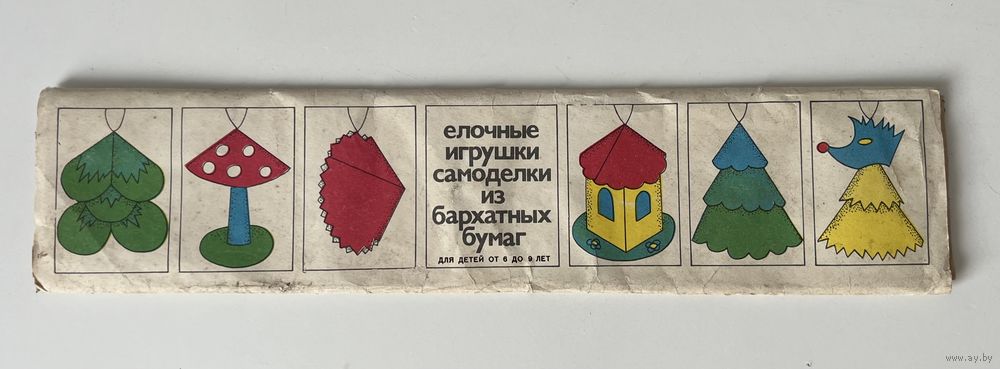 елочные
игрушки
самоделки
из
бархатных
бумаг
для детей от 6 до 9 лет
www.ay.by